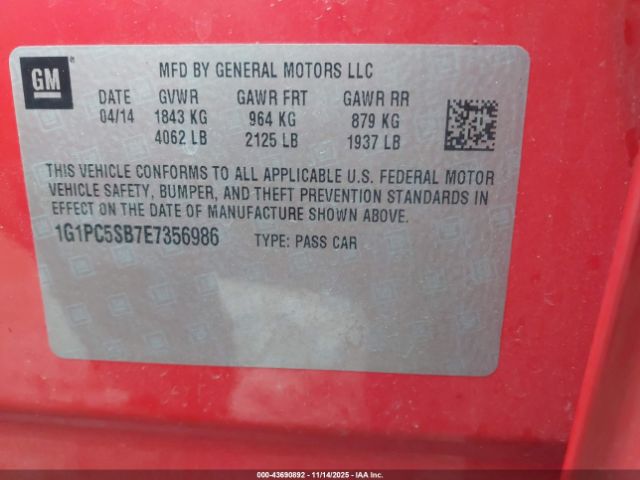 GM
MFD BY GENERAL MOTORS LLC
DATE GVWR GAWR FRT GAWR RR
04/14 1843 KG 964 KG 879 KG
4062 LB 2125 LB 1937 LB
THIS VEHICLE CONFORMS TO ALL APPLICABLE U.S. FEDERAL MOTOR
VEHICLE SAFETY, BUMPER, AND THEFT PREVENTION STANDARDS IN
EFFECT ON THE DATE OF MANUFACTURE SHOWN ABOVE.
1G1PC5SB7E7356986 TYPE: PASS CAR
000-43690892 - 11/14/2025 - IAAI.COM